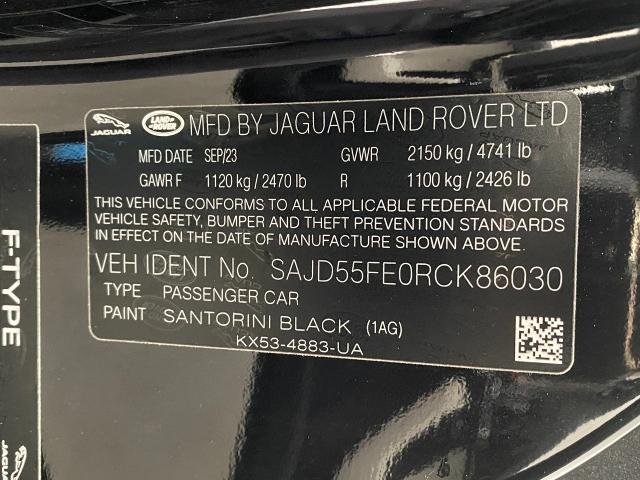 JAGUAR LAND ROVER MFD BY JAGUAR LAND ROVER LTD
MFD DATE SEP/23 GVWR 2150 kg / 4741 lb
GAWR F 1120 kg / 2470 lb R 1100 kg / 2426 lb
THIS VEHICLE CONFORMS TO ALL APPLICABLE FEDERAL MOTOR
VEHICLE SAFETY, BUMPER AND THEFT PREVENTION STANDARDS
IN EFFECT ON THE DATE OF MANUFACTURE SHOWN ABOVE.
VEH IDENT No. SAJD55FE0RCK86030
TYPE PASSENGER CAR
PAINT SANTORINI BLACK (1AG)
KX53-4883-UA
F-TYPE
JAGUAR